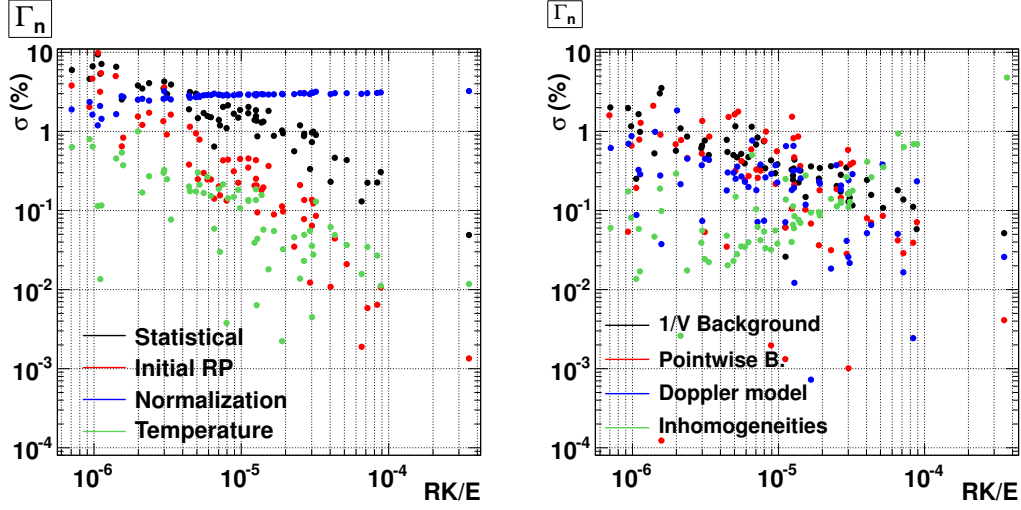 Γn
σ (%)
10
1
10-1
10-2
10-3
10-4
Statistical
Initial RP
Normalization
Temperature
10-6
10-5
10-4
RK/E
Γn
σ (%)
10
1
10-1
10-2
10-3
10-4
1/V Background
Pointwise B.
Doppler model
Inhomogeneities
10-6
10-5
10-4
RK/E